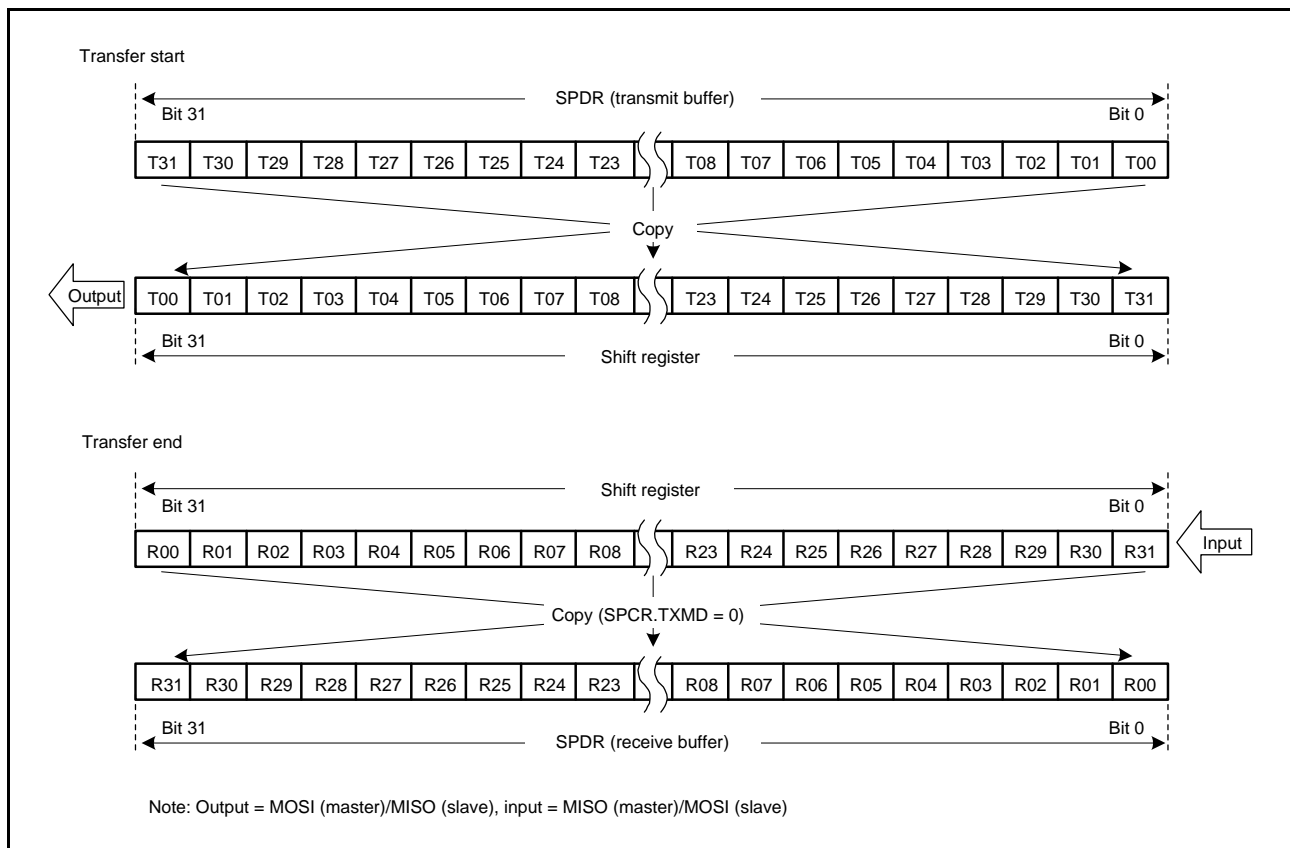 Transfer start
SPDR (transmit buffer)
Bit 31 Bit 0
T31 T30 T29 T28 T27 T26 T25 T24 T23 T08 T07 T06 T05 T04 T03 T02 T01 T00
Copy
Output T00 T01 T02 T03 T04 T05 T06 T07 T08 T23 T24 T25 T26 T27 T28 T29 T30 T31
Bit 31 Bit 0
Shift register
Transfer end
Shift register
Bit 31 Bit 0
R00 R01 R02 R03 R04 R05 R06 R07 R08 R23 R24 R25 R26 R27 R28 R29 R30 R31 Input
Copy (SPCR.TXMD = 0)
R31 R30 R29 R28 R27 R26 R25 R24 R23 R08 R07 R06 R05 R04 R03 R02 R01 R00
Bit 31 Bit 0
SPDR (receive buffer)
Note: Output = MOSI (master)/MISO (slave), input = MISO (master)/MOSI (slave)